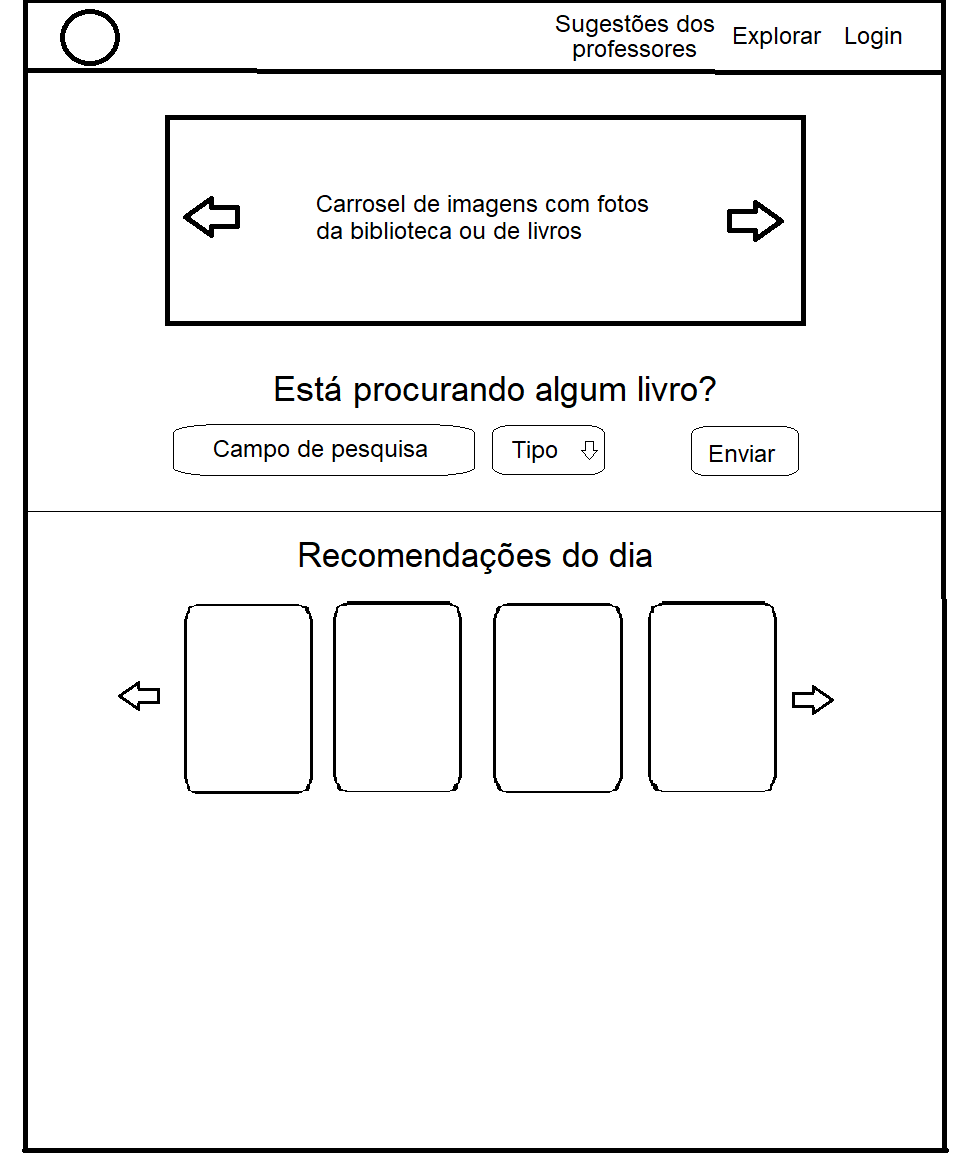 Sugestões dos
professores
Explorar
Login
Carrosel de imagens com fotos
da biblioteca ou de livros
Está procurando algum livro?
Campo de pesquisa
Tipo
Enviar
Recomendações do dia